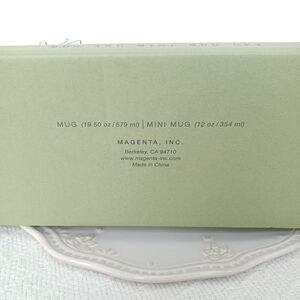 MUG (19.50 oz/579 ml) | MINI MUG (12 oz/354 ml)
MAGENTA, INC.
Berkeley, CA 94710
www.magenta-inc.com
Made in China